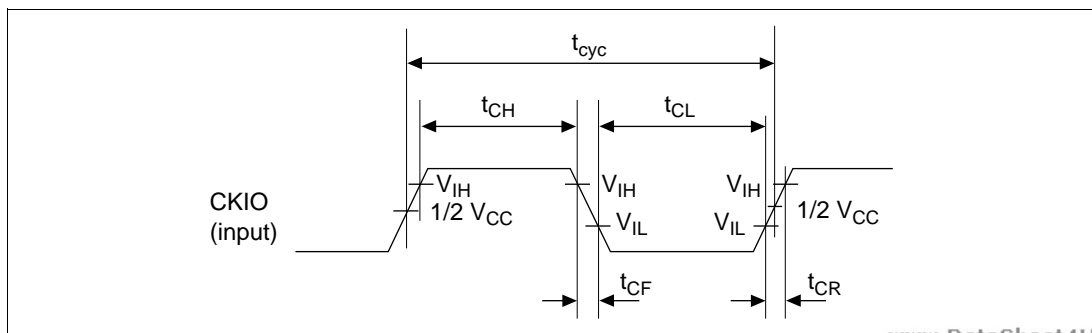 tcyc
tCH
tCL
VIH
1/2 VCC
CKIO
(input)
VIH
VIL
VIH
VIL
1/2 VCC
tCF
tCR